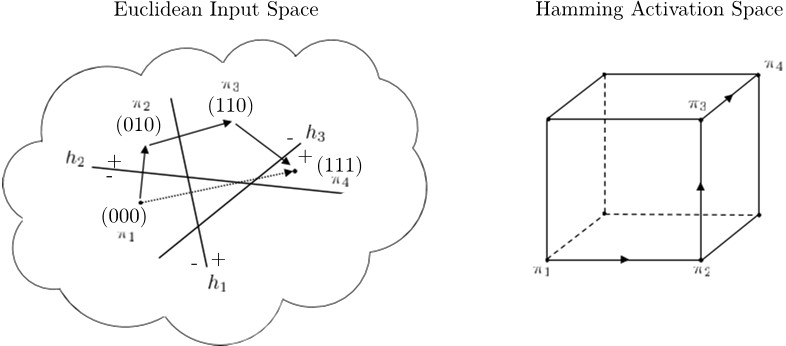 Euclidean Input Space
Hamming Activation Space
π₂
π₃
(010)
(110)
h₂
+
-
-
h₃
+
(111)
π₄
(000)
π₁
-
+
h₁
π₄
π₃
π₁
π₂